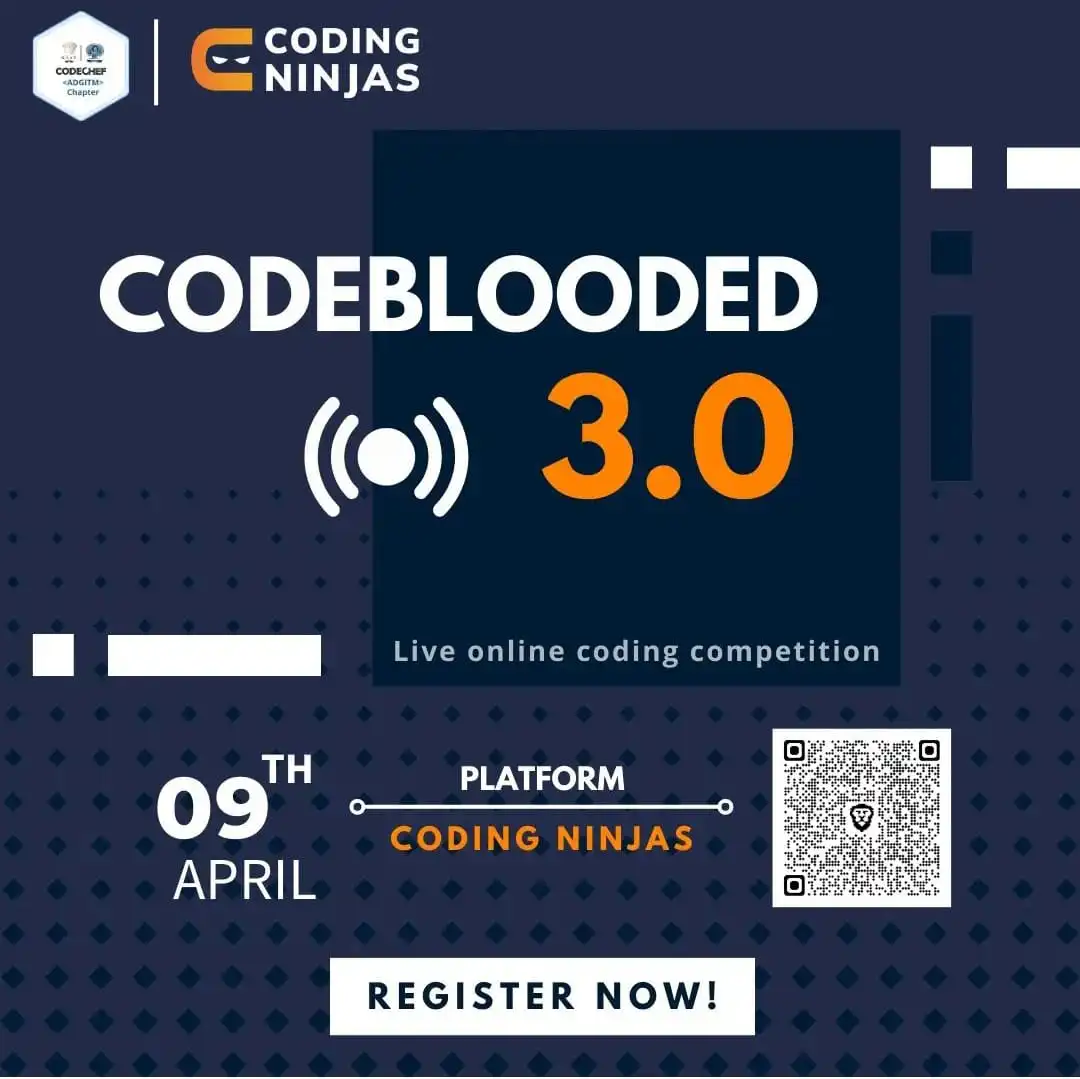 CODECHEF
<ADGITM>
Chapter
CODING
NINJAS
CODEBLOODED
3.0
Live online coding competition
09TH
APRIL
PLATFORM
CODING NINJAS
REGISTER NOW!